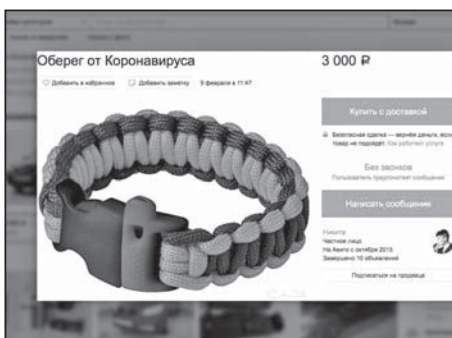 Оберег от Коронавируса
3 000 ₽
Добавить в избранное
Добавить заметку
9 февраля в 11:47
Купить с доставкой
Безопасная сделка — вернём деньги, если
товар не подойдёт. Как работает услуга
Без звонков
Пользователь предпочитает сообщения
Написать сообщение
Никитор
Частное лицо
На Авито с октября 2015
Завершено 10 объявлений
Подписаться на продавца